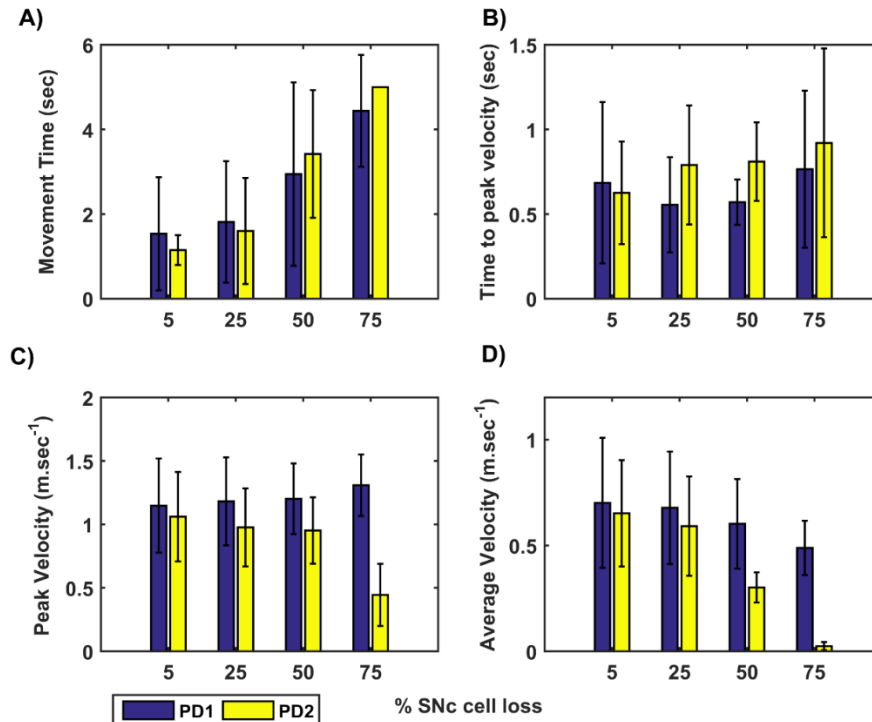 A)
B)
Movement Time (sec)
6
4
2
0
5 25 50 75
Time to peak velocity (sec)
1.5
1
0.5
0
5 25 50 75
C)
D)
Peak Velocity (m.sec⁻¹)
2
1.5
1
0.5
0
5 25 50 75
Average Velocity (m.sec⁻¹)
1
0.5
0
5 25 50 75
PD1 PD2
% SNc cell loss